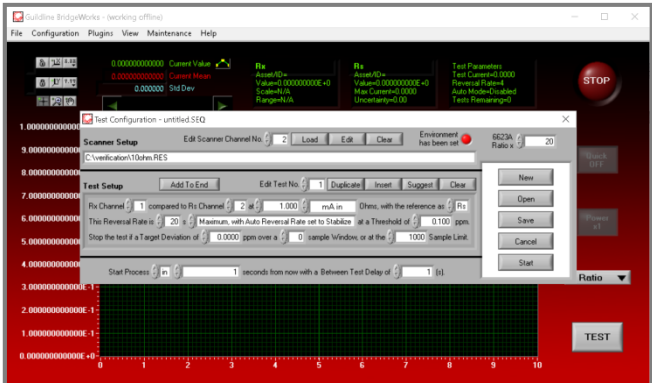 Guildline BridgeWorks - (working offline)
File Configuration Plugins View Maintenance Help
0.000000000000 Current Value
0.000000000000 Current Mean
0.000000 Std Dev
Rx
Asset/ID=
Value=0.000000000E+0
Scale=N/A
Range=N/A
Rs
Asset/ID=
Value=0.000000000E+0
Max Current=0.0000
Uncertainty=0.00
Test Parameters
Test Current=0.0000
Reversal Rate=4
Auto Mode=Disabled
Tests Remaining=0
STOP
Test Configuration - untitled.SEQ
Scanner Setup Edit Scanner Channel No. 2 Load Edit Clear Environment has been set
6623A Ratio x 20
C:\verification\10ohm.RES
Test Setup Add To End Edit Test No. 1 Duplicate Insert Suggest Clear
Rx Channel 1 compared to Rs Channel 2 at 1.000 mA in Ohms, with the reference as Rs
This Reversal Rate is 20 s Maximum, with Auto Reversal Rate set to Stabilize at a Threshold of 0.100 ppm.
Stop the test if a Target Deviation of 0.0000 ppm over a 0 sample Window, or at the 1000 Sample Limit.
Start Process in 1 seconds from now with a Between Test Delay of 1 (s).
New
Open
Save
Cancel
Start
Quick
OFF
Power
x1
Ratio
TEST
1.000000000000
9.00000000000
8.00000000000
7.00000000000
6.00000000000
5.00000000000
4.00000000000
3.000000000000E-1
2.000000000000E-1
1.000000000000E-1
0.000000000000E+0
0 1 2 3 4 5 6 7 8 9 10